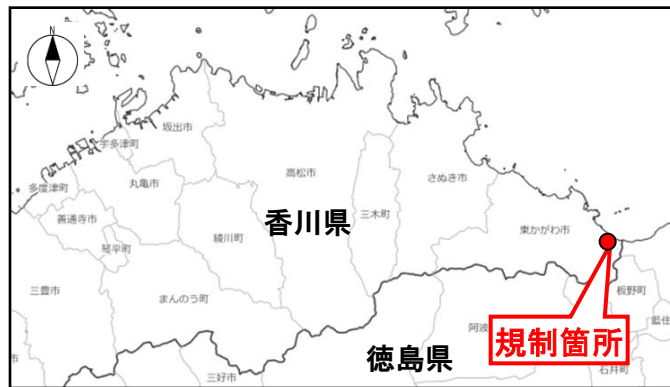 坂出市
宇多津町
高松市
さぬき市
多度津町
丸亀市
三木町
善通寺市
香川県
東かがわ市
綾川町
琴平町
三豊市
まんのう町
板野町
阿波
規制箇所
藍住
徳島県
石井町
三好市
市